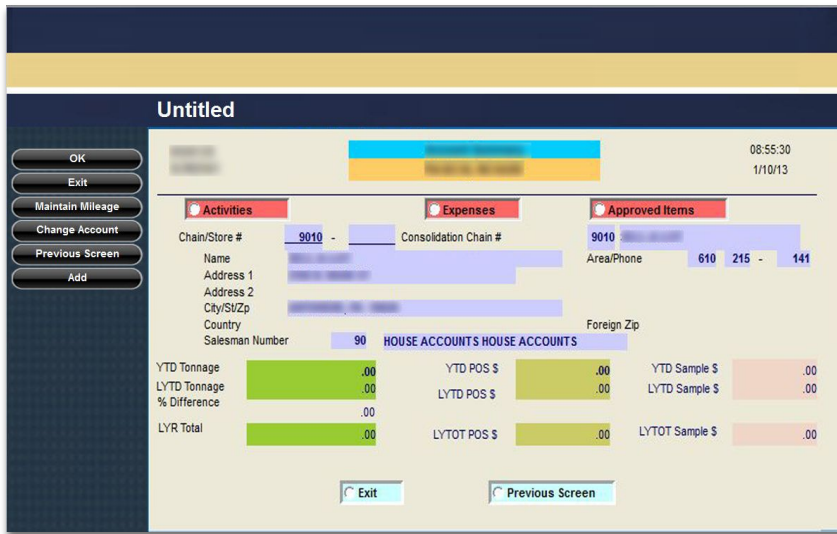 Untitled
OK
Exit
Maintain Mileage
Change Account
Previous Screen
Add
08:55:30
1/10/13
Activities Expenses Approved Items
Chain/Store # 9010 - Consolidation Chain # 9010
Name Area/Phone 610 215 - 141
Address 1
Address 2
City/St/Zp
Country Foreign Zip
Salesman Number 90 HOUSE ACCOUNTS HOUSE ACCOUNTS
YTD Tonnage .00 YTD POS $ .00 YTD Sample $ .00
LYTD Tonnage .00 LYTD POS $ .00 LYTD Sample $ .00
% Difference .00
LYR Total .00 LYTOT POS $ .00 LYTOT Sample $ .00
Exit Previous Screen